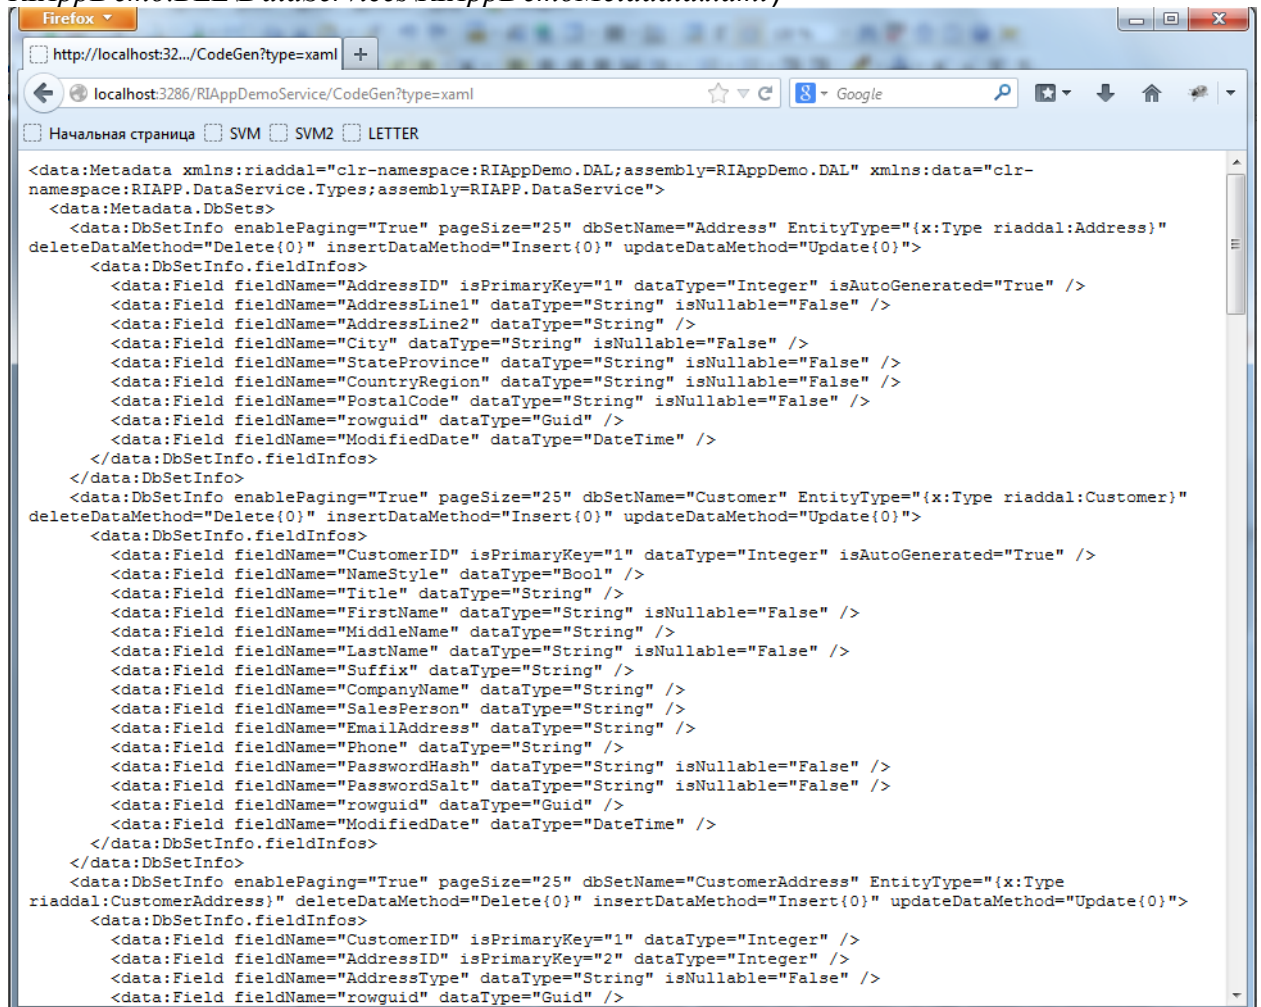 Firefox
http://localhost:32.../CodeGen?type=xaml +
localhost:3286/RIAppDemoService/CodeGen?type=xaml Google
Начальная страница SVM SVM2 LETTER
<data:Metadata xmlns:riaddal="clr-namespace:RIAppDemo.DAL;assembly=RIAppDemo.DAL" xmlns:data="clr-
namespace:RIAPP.DataService.Types;assembly=RIAPP.DataService">
<data:Metadata.DbSets>
<data:DbSetInfo enablePaging="True" pageSize="25" dbSetName="Address" EntityType="{x:Type riaddal:Address}"
deleteDataMethod="Delete{0}" insertDataMethod="Insert{0}" updateDataMethod="Update{0}">
<data:DbSetInfo.fieldInfos>
<data:Field fieldName="AddressID" isPrimaryKey="1" dataType="Integer" isAutoGenerated="True" />
<data:Field fieldName="AddressLine1" dataType="String" isNullable="False" />
<data:Field fieldName="AddressLine2" dataType="String" />
<data:Field fieldName="City" dataType="String" isNullable="False" />
<data:Field fieldName="StateProvince" dataType="String" isNullable="False" />
<data:Field fieldName="CountryRegion" dataType="String" isNullable="False" />
<data:Field fieldName="PostalCode" dataType="String" isNullable="False" />
<data:Field fieldName="rowguid" dataType="Guid" />
<data:Field fieldName="ModifiedDate" dataType="DateTime" />
</data:DbSetInfo.fieldInfos>
</data:DbSetInfo>
<data:DbSetInfo enablePaging="True" pageSize="25" dbSetName="Customer" EntityType="{x:Type riaddal:Customer}"
deleteDataMethod="Delete{0}" insertDataMethod="Insert{0}" updateDataMethod="Update{0}">
<data:DbSetInfo.fieldInfos>
<data:Field fieldName="CustomerID" isPrimaryKey="1" dataType="Integer" isAutoGenerated="True" />
<data:Field fieldName="NameStyle" dataType="Bool" />
<data:Field fieldName="Title" dataType="String" />
<data:Field fieldName="FirstName" dataType="String" isNullable="False" />
<data:Field fieldName="MiddleName" dataType="String" />
<data:Field fieldName="LastName" dataType="String" isNullable="False" />
<data:Field fieldName="Suffix" dataType="String" />
<data:Field fieldName="CompanyName" dataType="String" />
<data:Field fieldName="SalesPerson" dataType="String" />
<data:Field fieldName="EmailAddress" dataType="String" />
<data:Field fieldName="Phone" dataType="String" />
<data:Field fieldName="PasswordHash" dataType="String" isNullable="False" />
<data:Field fieldName="PasswordSalt" dataType="String" isNullable="False" />
<data:Field fieldName="rowguid" dataType="Guid" />
<data:Field fieldName="ModifiedDate" dataType="DateTime" />
</data:DbSetInfo.fieldInfos>
</data:DbSetInfo>
<data:DbSetInfo enablePaging="True" pageSize="25" dbSetName="CustomerAddress" EntityType="{x:Type
riaddal:CustomerAddress}" deleteDataMethod="Delete{0}" insertDataMethod="Insert{0}" updateDataMethod="Update{0}">
<data:DbSetInfo.fieldInfos>
<data:Field fieldName="CustomerID" isPrimaryKey="1" dataType="Integer" />
<data:Field fieldName="AddressID" isPrimaryKey="2" dataType="Integer" />
<data:Field fieldName="AddressType" dataType="String" isNullable="False" />
<data:Field fieldName="rowguid" dataType="Guid" />